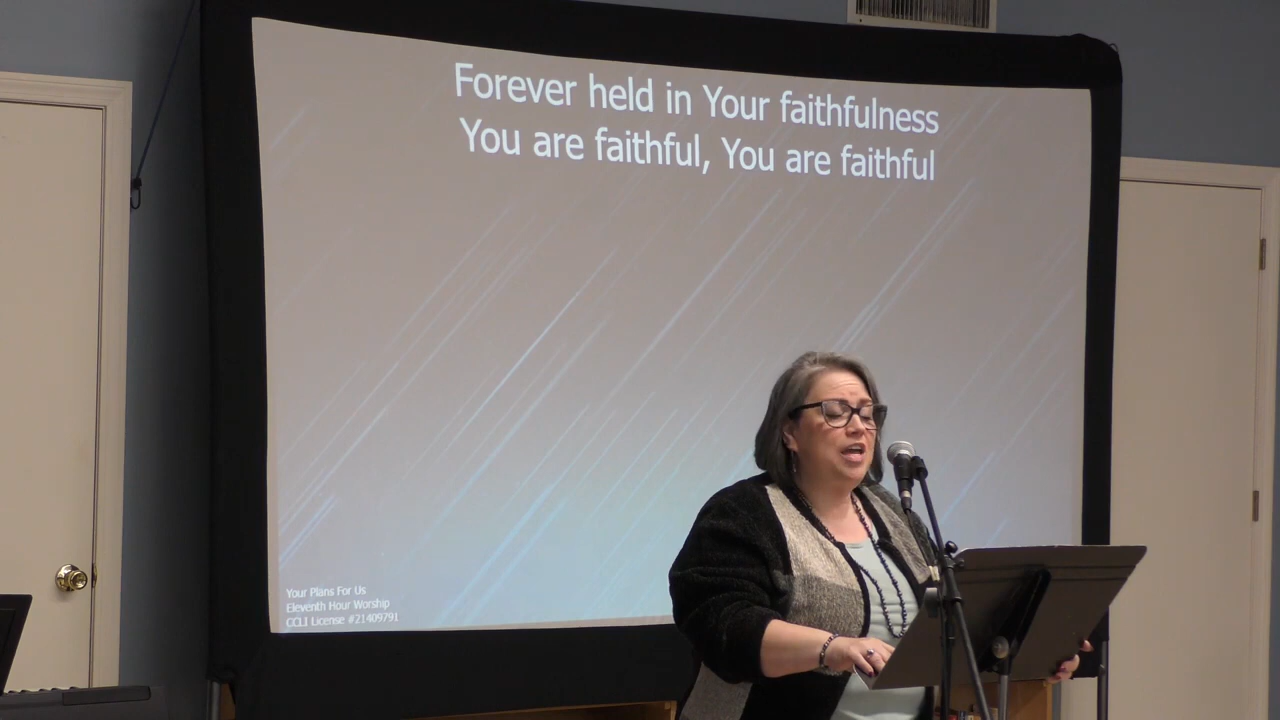 Forever held in Your faithfulness
You are faithful, You are faithful
Your Plans For Us
Eleventh Hour Worship
CCLI License #21409791